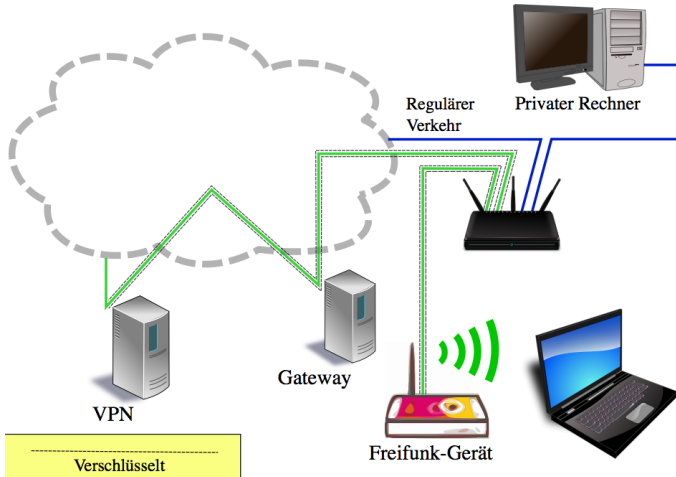 Regulärer
Verkehr
Privater Rechner
Gateway
VPN
Freifunk-Gerät
Verschlüsselt